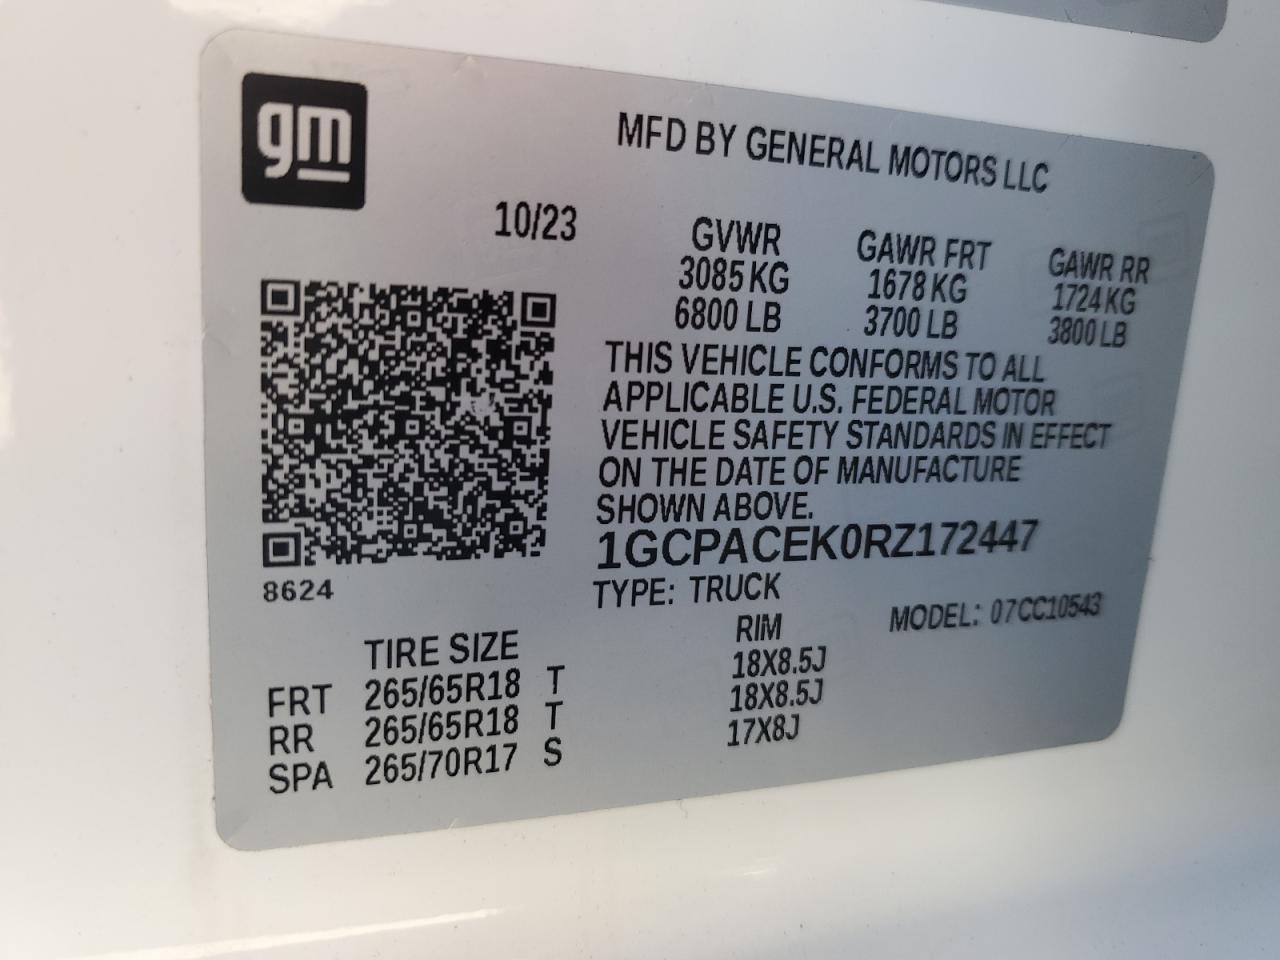 gm
MFD BY GENERAL MOTORS LLC
10/23 GVWR GAWR FRT GAWR RR
3085 KG 1678 KG 1724 KG
6800 LB 3700 LB 3800 LB
THIS VEHICLE CONFORMS TO ALL
APPLICABLE U.S. FEDERAL MOTOR
VEHICLE SAFETY STANDARDS IN EFFECT
ON THE DATE OF MANUFACTURE
SHOWN ABOVE.
1GCPACEK0RZ172447
8624
TYPE: TRUCK MODEL: 07CC10543
TIRE SIZE RIM
FRT 265/65R18 T 18X8.5J
RR 265/65R18 T 18X8.5J
SPA 265/70R17 S 17X8J